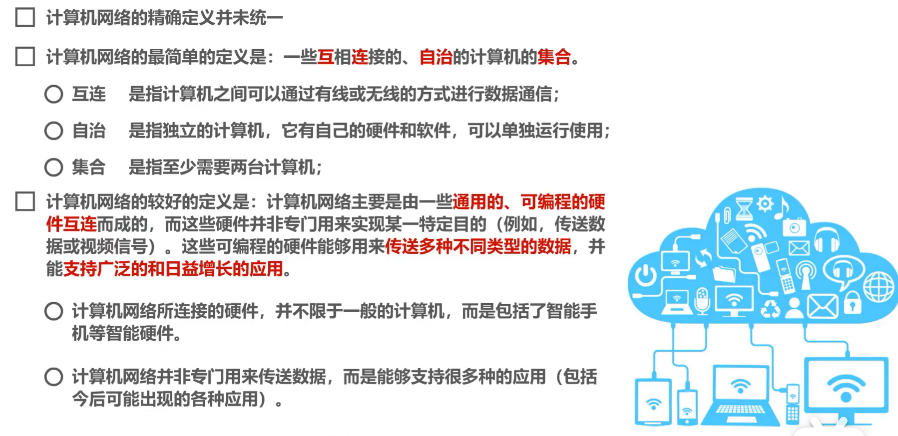 计算机网络的精确定义并未统一
计算机网络的最简单的定义是：一些互相连接的、自治的计算机的集合。
互连 是指计算机之间可以通过有线或无线的方式进行数据通信；
自治 是指独立的计算机，它有自己的硬件和软件，可以单独运行使用；
集合 是指至少需要两台计算机；
计算机网络的较好的定义是：计算机网络主要是由一些通用的、可编程的硬
件互连而成的，而这些硬件并非专门用来实现某一特定目的（例如，传送数
据或视频信号）。这些可编程的硬件能够用来传送多种不同类型的数据，并
能支持广泛的和日益增长的应用。
计算机网络所连接的硬件，并不限于一般的计算机，而是包括了智能手
机等智能硬件。
计算机网络并非专门用来传送数据，而是能够支持很多种的应用（包括
今后可能出现的各种应用）。